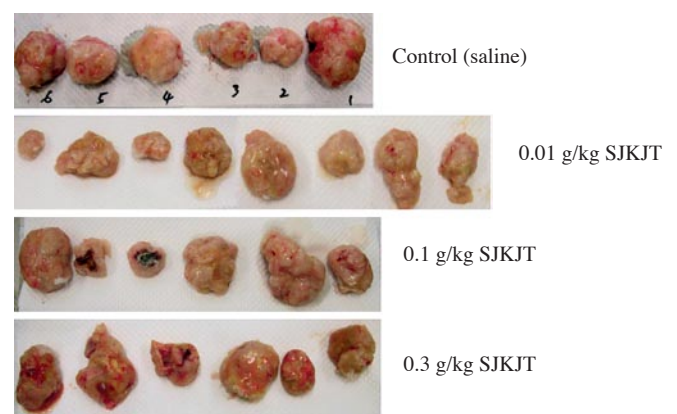 Control (saline)
6 5 4 3 2 1
0.01 g/kg SJKJT
0.1 g/kg SJKJT
0.3 g/kg SJKJT